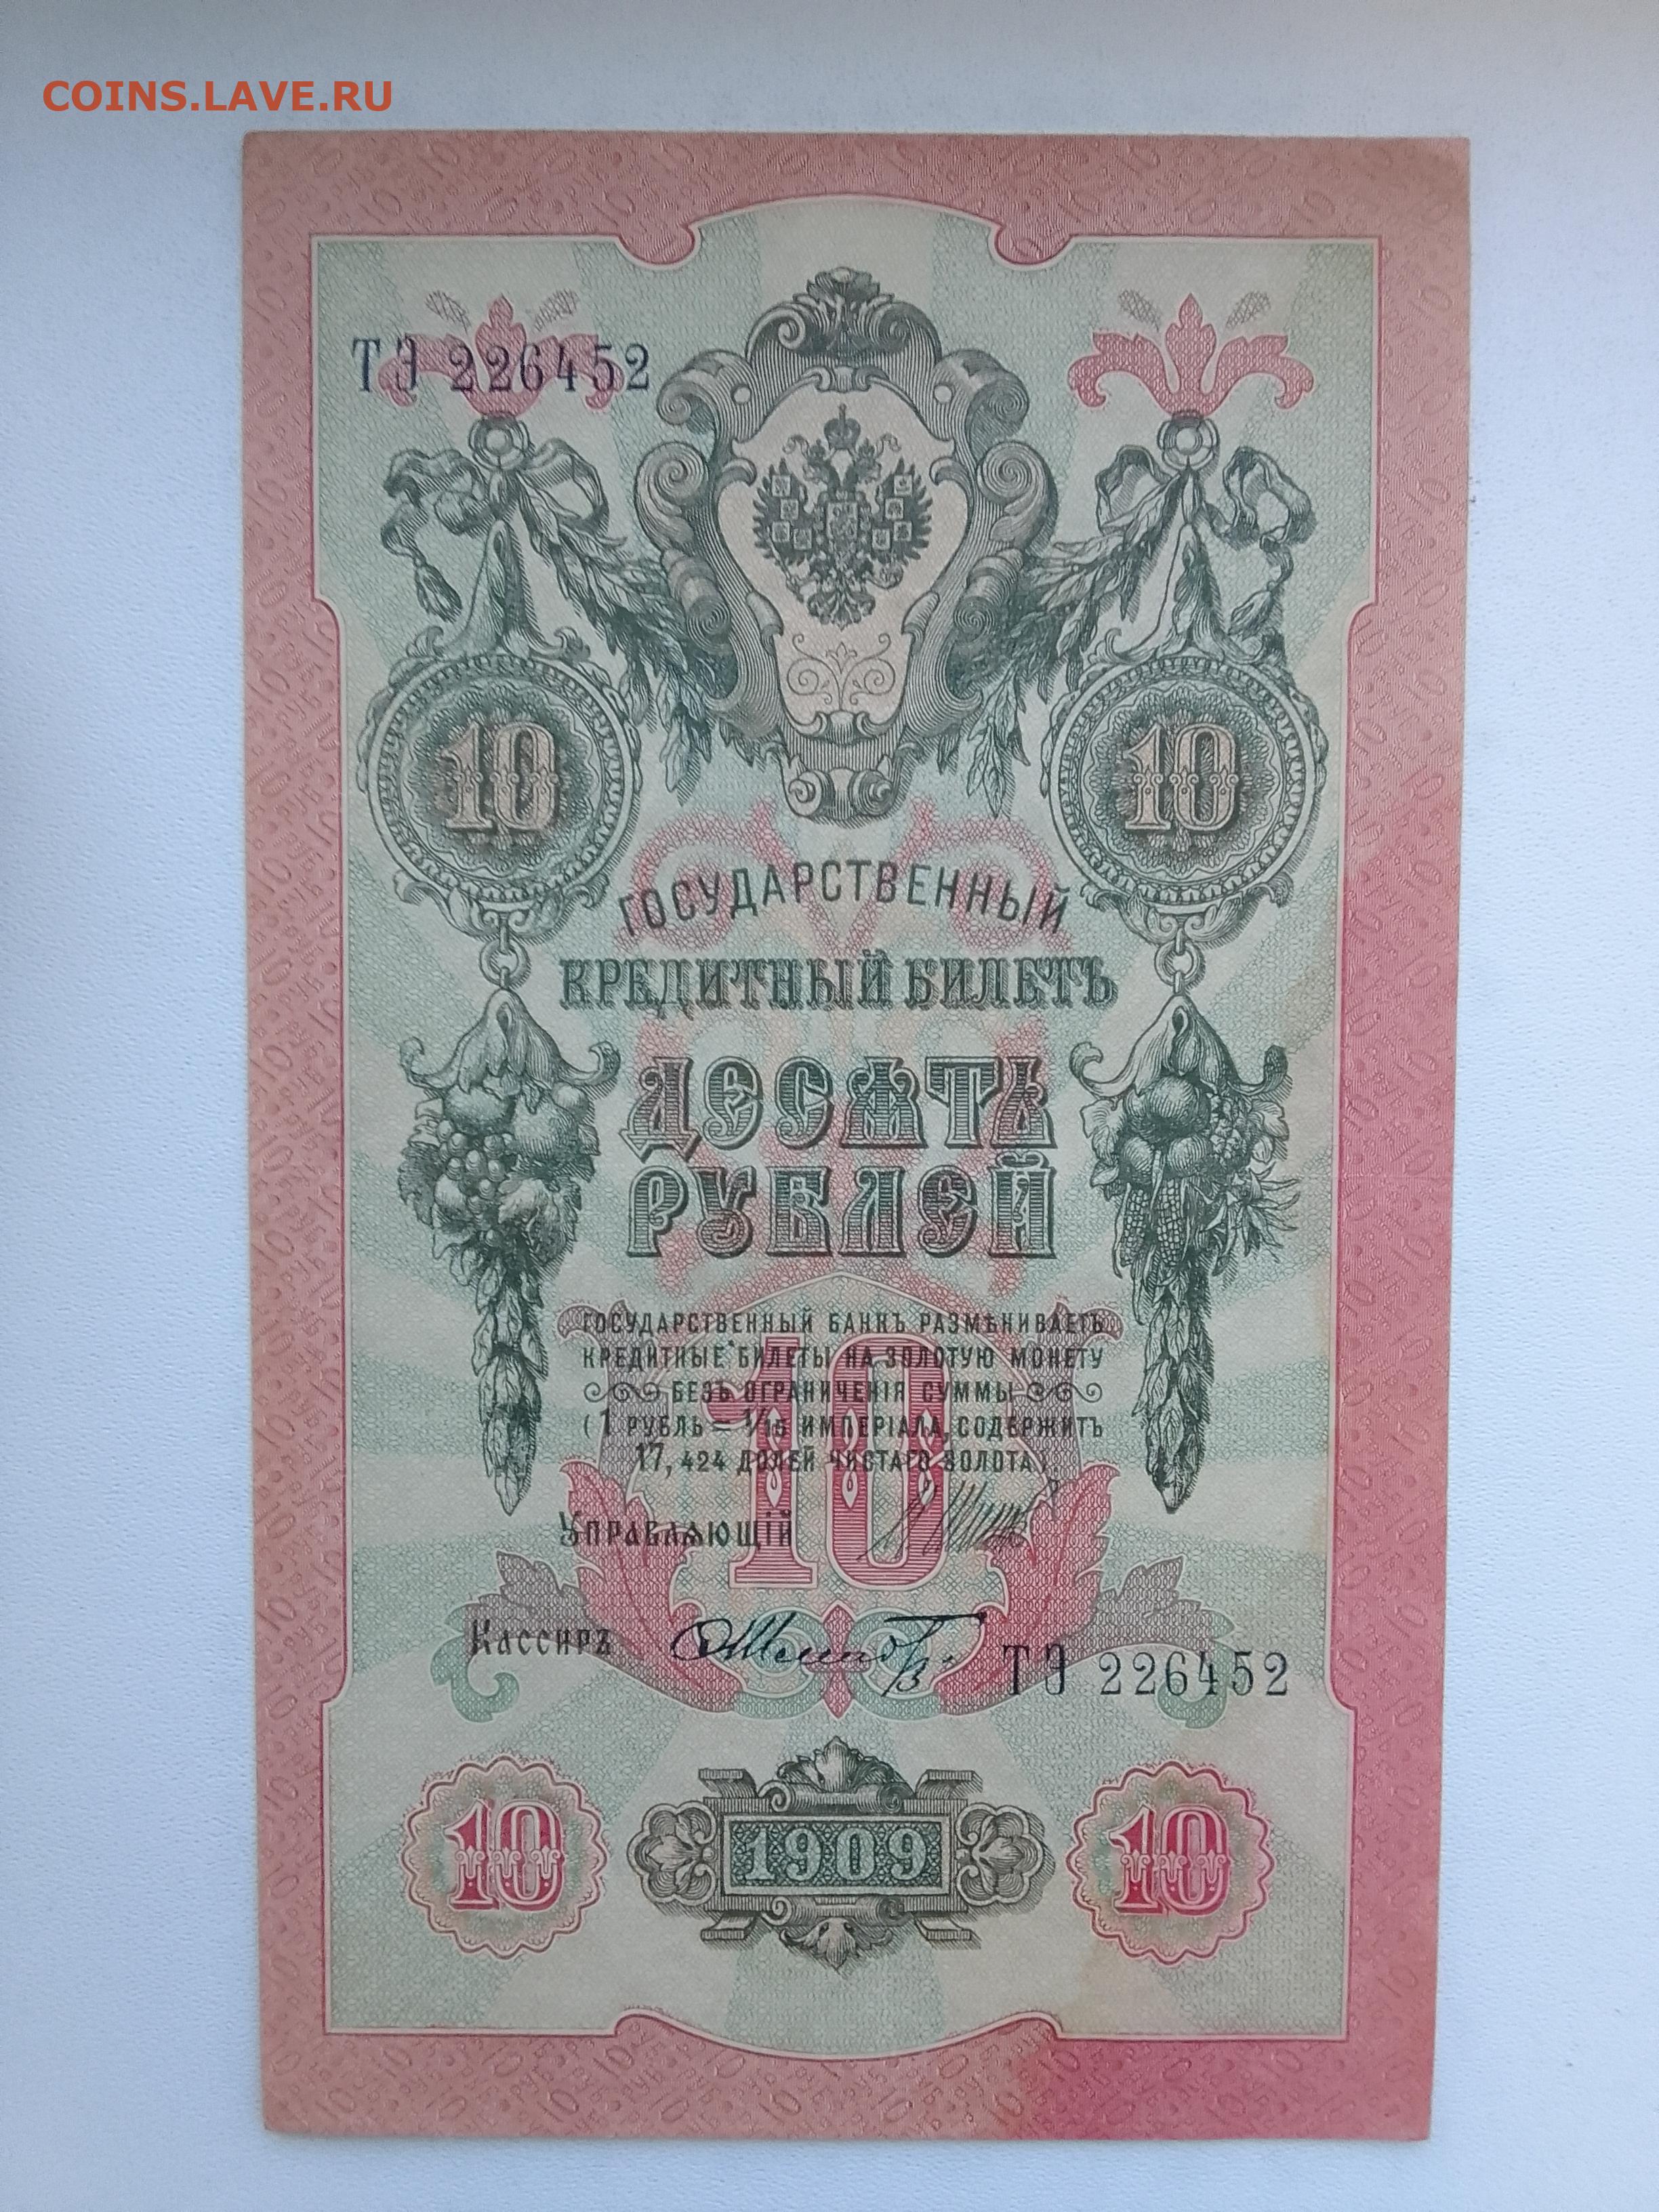 COINS.LAVE.RU
ТЭ 226452
10 10
ГОСУДАРСТВЕННЫЙ
КРЕДИТНЫЙ БИЛЕТЪ
ДЕСѦТЬ
РУБЛЕЙ
ГОСУДАРСТВЕННЫЙ БАНКЪ РАЗМѢНИВАЕТЪ
КРЕДИТНЫЕ БИЛЕТЫ НА ЗОЛОТУЮ МОНЕТУ
БЕЗЪ ОГРАНИЧЕНІЯ СУММЫ
(1 РУБЛЬ = 1/15 ИМПЕРІАЛА, СОДЕРЖИТЪ
17,424 ДОЛЕЙ ЧИСТАГО ЗОЛОТА).
10
УПРАВЛѦЮЩІЙ
КАССИРЪ
ТЭ 226452
10 1909 10